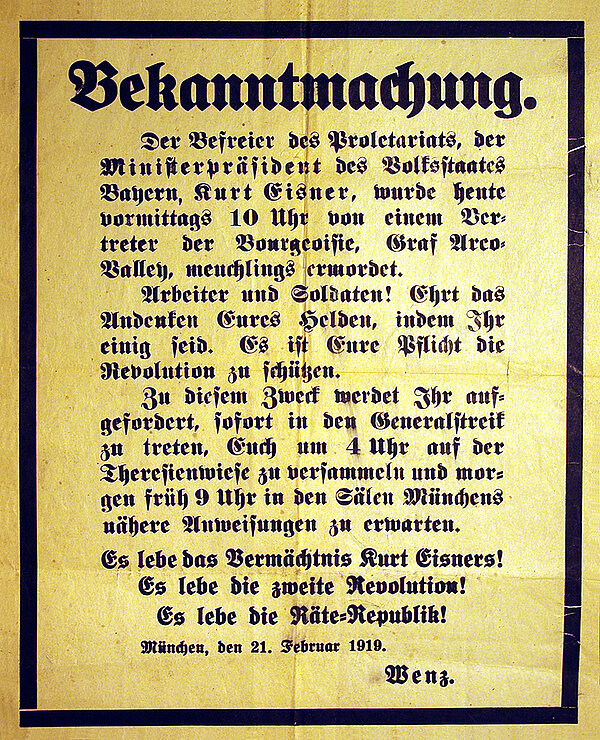 Bekanntmachung.
Der Befreier des Proletariats, der
Ministerpräsident des Volksstaates
Bayern, Kurt Eisner, wurde heute
vormittags 10 Uhr von einem Ver-
treter der Bourgeoisie, Graf Arco-
Valley, meuchlings ermordet.
Arbeiter und Soldaten! Ehrt das
Andenken Eures Helden, indem Ihr
einig seid. Es ist Eure Pflicht die
Revolution zu schützen.
Zu diesem Zweck werdet Ihr auf-
gefordert, sofort in den Generalstreik
zu treten, Euch um 4 Uhr auf der
Theresienwiese zu versammeln und mor-
gen früh 9 Uhr in den Sälen Münchens
nähere Anweisungen zu erwarten.
Es lebe das Vermächtnis Kurt Eisners!
Es lebe die zweite Revolution!
Es lebe die Räte-Republik!
München, den 21. Februar 1919.
Wenz.